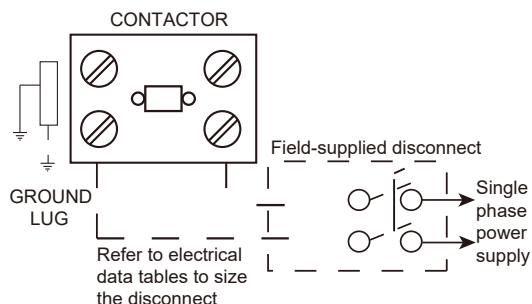 CONTACTOR
Field-supplied disconnect
GROUND
LUG
Single
phase
power
supply
Refer to electrical
data tables to size
the disconnect